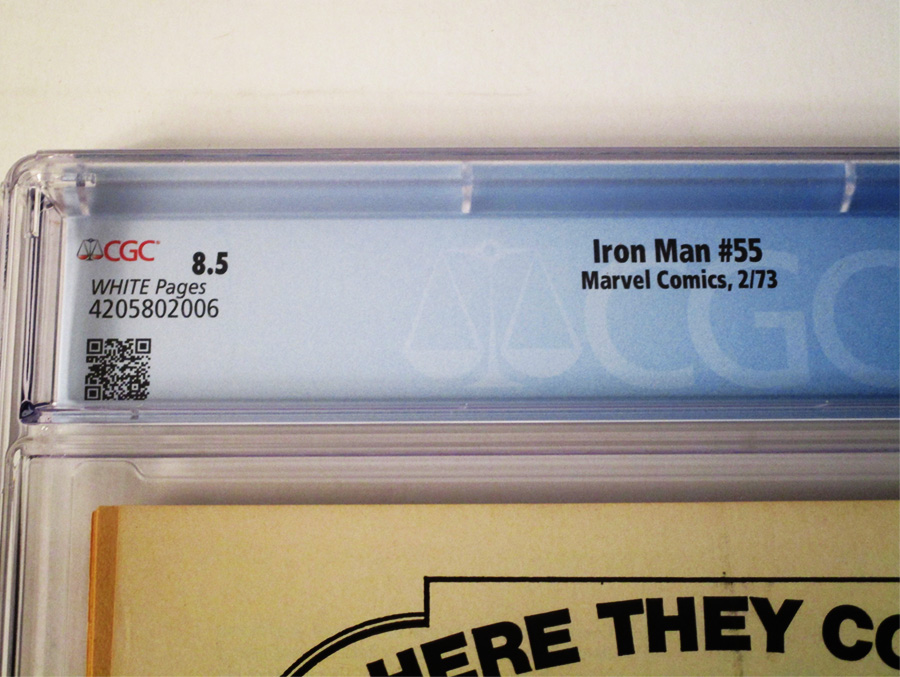 CGC
8.5
WHITE Pages
4205802006
Iron Man #55
Marvel Comics, 2/73
CGC
HERE THEY CO